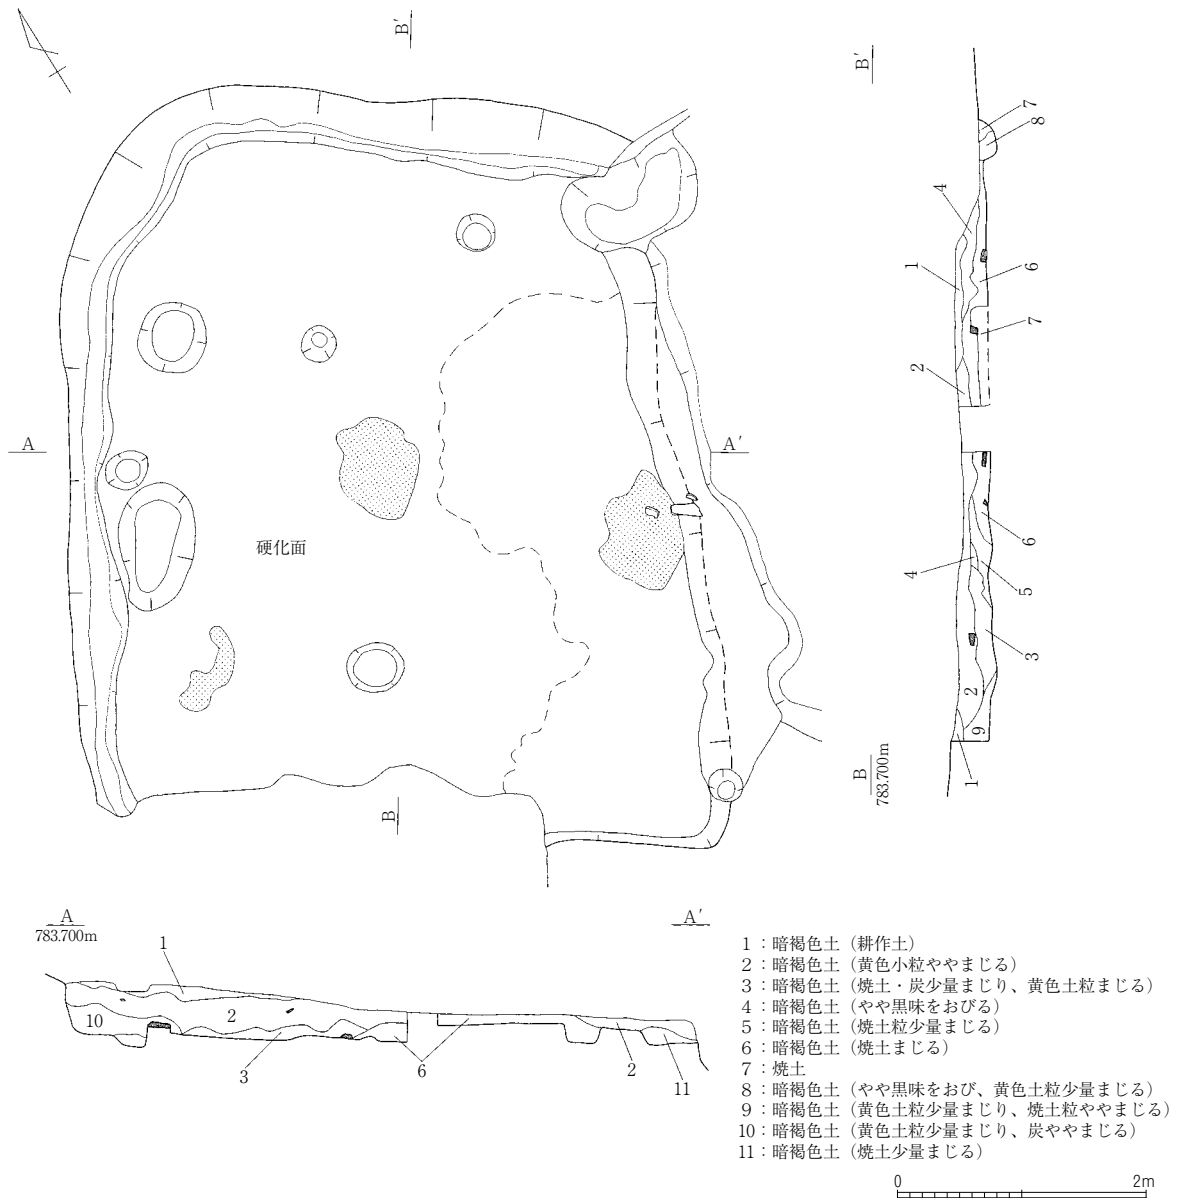 B′
A
A′
硬化面
B
B′
7
8
4
1
6
7
2
6
4
5
3
2
9
1
B
783.700m
A
783.700m
A′
1
10
2
3
6
2
11
1：暗褐色土（耕作土）
2：暗褐色土（黄色小粒ややまじる）
3：暗褐色土（焼土・炭少量まじり、黄色土粒まじる）
4：暗褐色土（やや黒味をおびる）
5：暗褐色土（焼土粒少量まじる）
6：暗褐色土（焼土まじる）
7：焼土
8：暗褐色土（やや黒味をおび、黄色土粒少量まじる）
9：暗褐色土（黄色土粒少量まじり、焼土粒ややまじる）
10：暗褐色土（黄色土粒少量まじり、炭ややまじる）
11：暗褐色土（焼土少量まじる）
0 2m